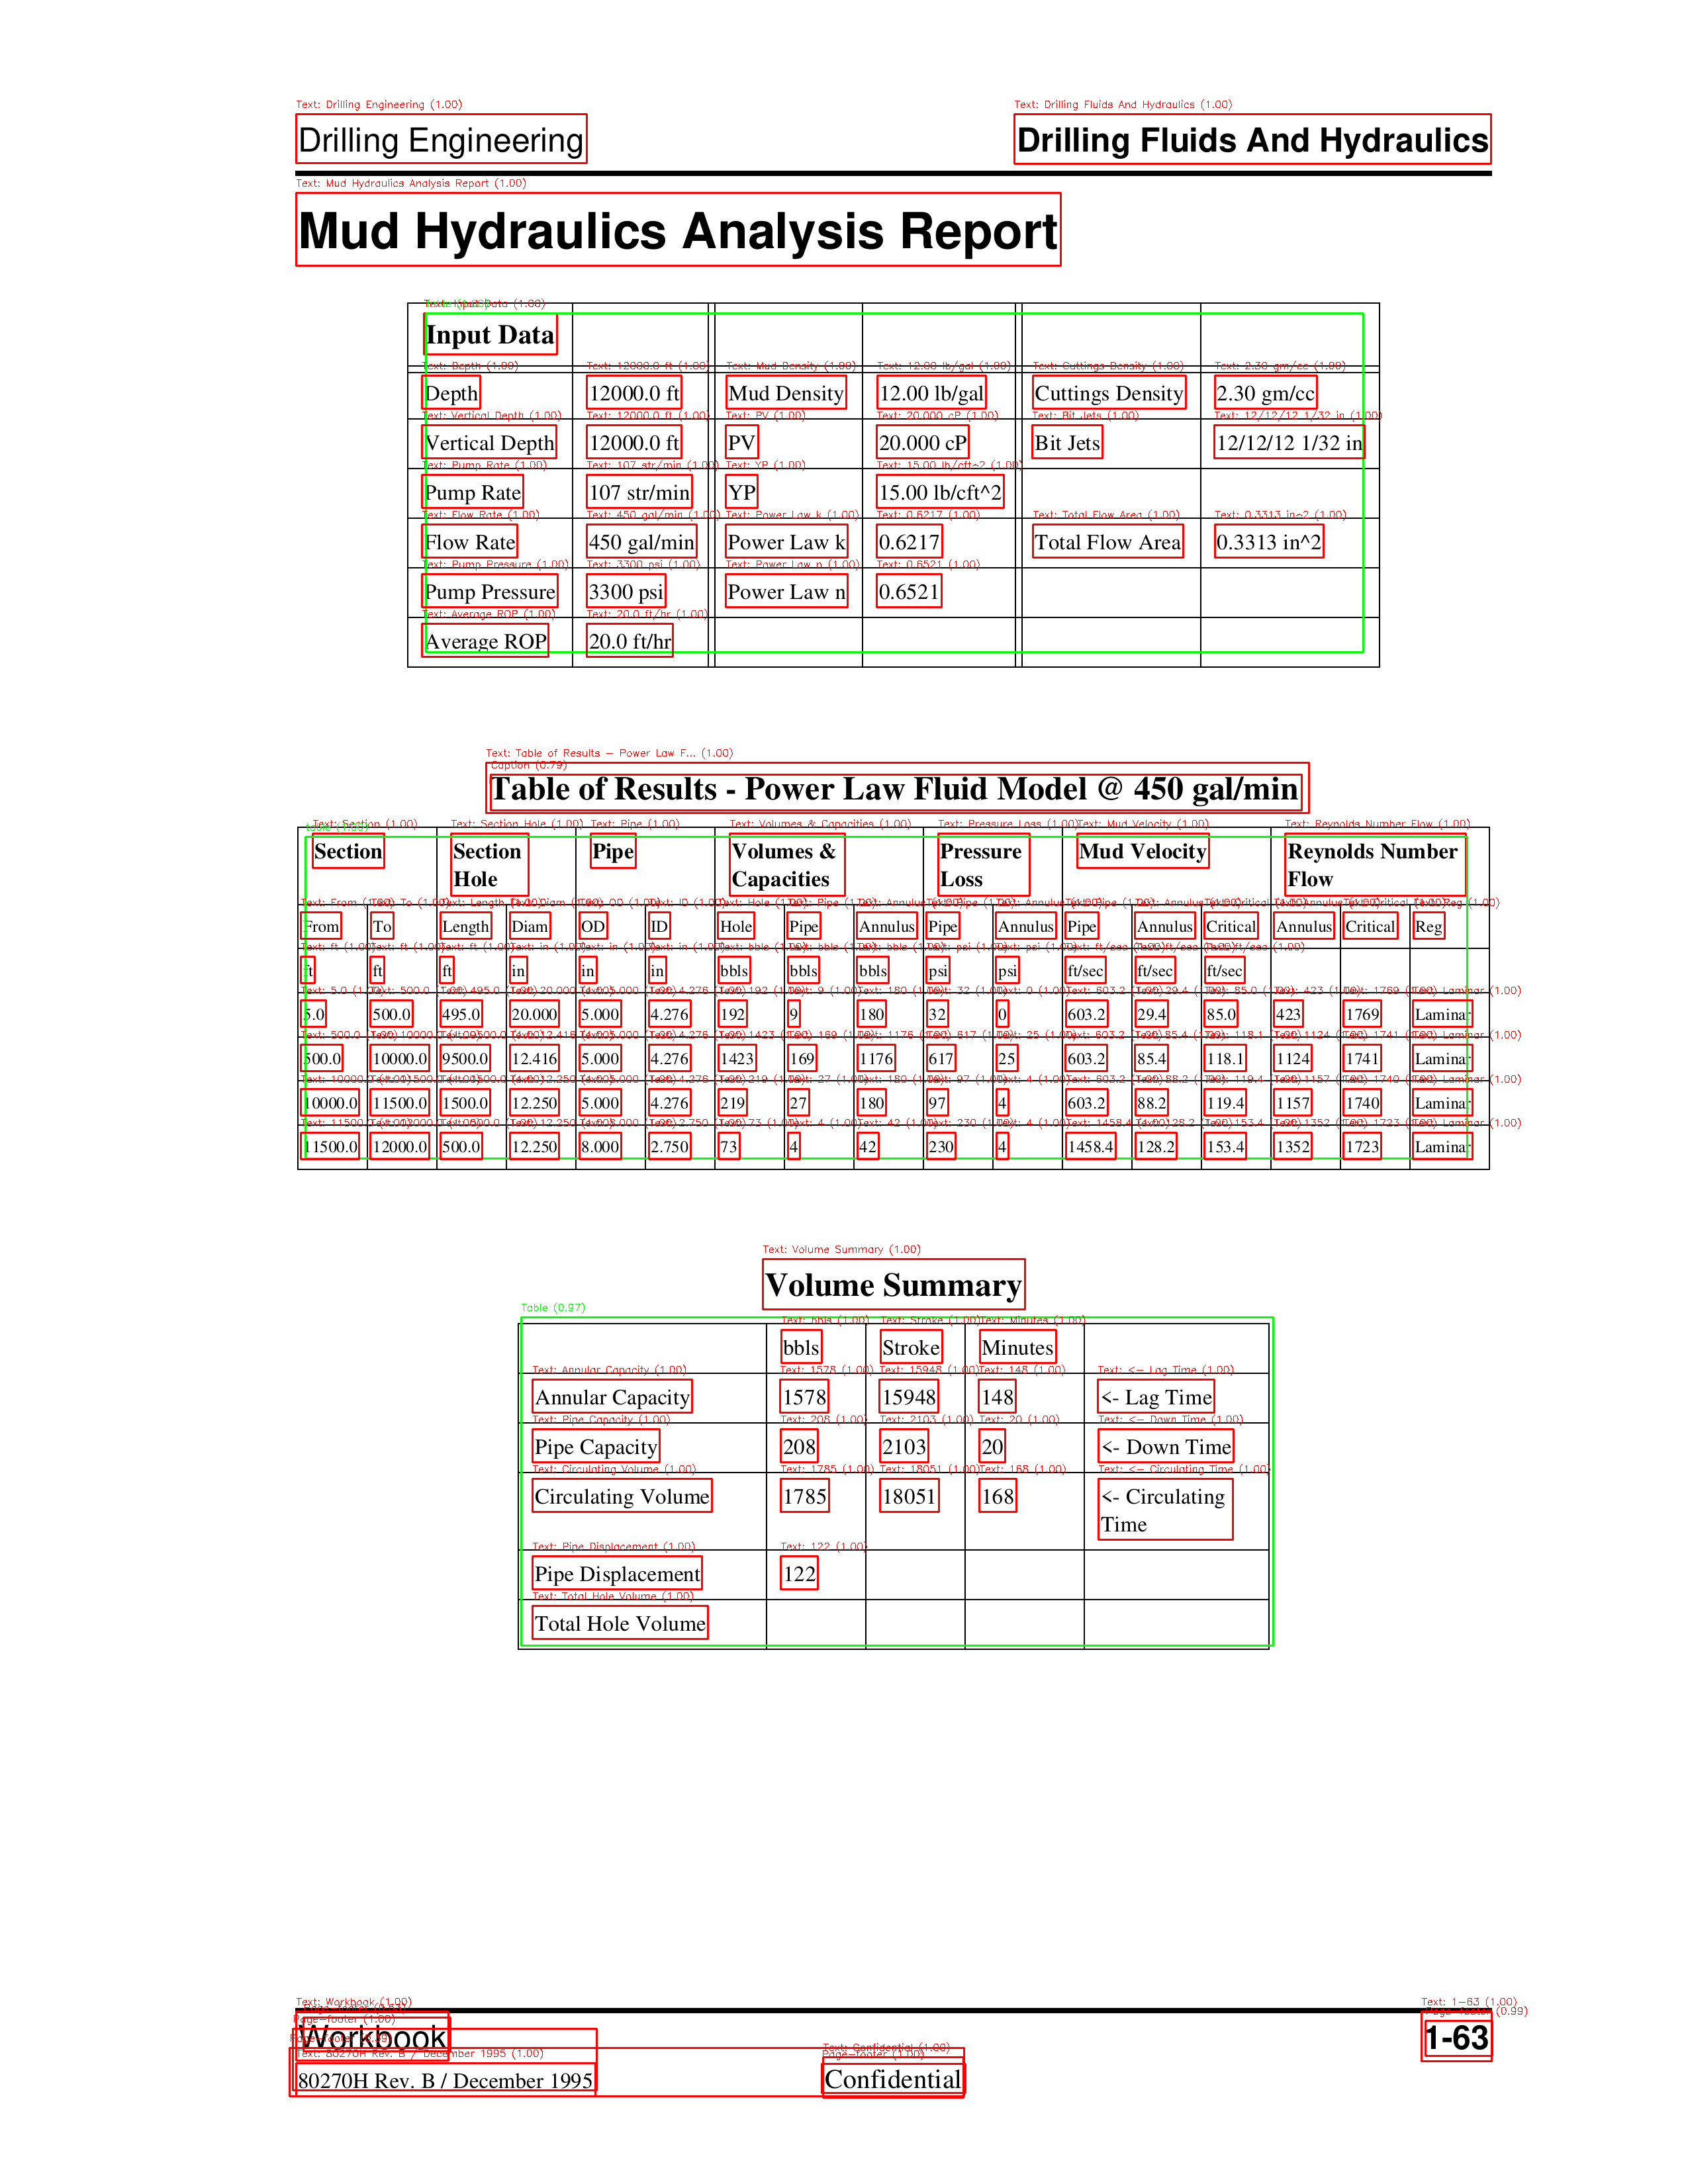 Drilling Engineering Drilling Fluids And Hydraulics
Mud Hydraulics Analysis Report
Input Data
Depth 12000.0 ft Mud Density 12.00 lb/gal Cuttings Density 2.30 gm/cc
Vertical Depth 12000.0 ft PV 20.000 cP Bit Jets 12/12/12 1/32 in
Pump Rate 107 str/min YP 15.00 lb/cft^2
Flow Rate 450 gal/min Power Law k 0.6217 Total Flow Area 0.3313 in^2
Pump Pressure 3300 psi Power Law n 0.6521
Average ROP 20.0 ft/hr
Table of Results - Power Law Fluid Model @ 450 gal/min
Section Section Hole Pipe Volumes & Capacities Pressure Loss Mud Velocity Reynolds Number Flow
From To Length Diam OD ID Hole Pipe Annulus Pipe Annulus Pipe Annulus Critical Annulus Critical Reg
ft ft ft in in in bbls bbls bbls psi psi ft/sec ft/sec ft/sec
5.0 500.0 495.0 20.000 5.000 4.276 192 9 180 32 0 603.2 29.4 85.0 423 1769 Laminar
500.0 10000.0 9500.0 12.416 5.000 4.276 1423 169 1176 617 25 603.2 85.4 118.1 1124 1741 Laminar
10000.0 11500.0 1500.0 12.250 5.000 4.276 219 27 180 97 4 603.2 88.2 119.4 1157 1740 Laminar
11500.0 12000.0 500.0 12.250 8.000 2.750 73 4 42 230 4 1458.4 128.2 153.4 1352 1723 Laminar
Volume Summary
bbls Stroke Minutes
Annular Capacity 1578 15948 148 <- Lag Time
Pipe Capacity 208 2103 20 <- Down Time
Circulating Volume 1785 18051 168 <- Circulating
Time
Pipe Displacement 122
Total Hole Volume
Workbook 1-63
80270H Rev. B / December 1995 Confidential